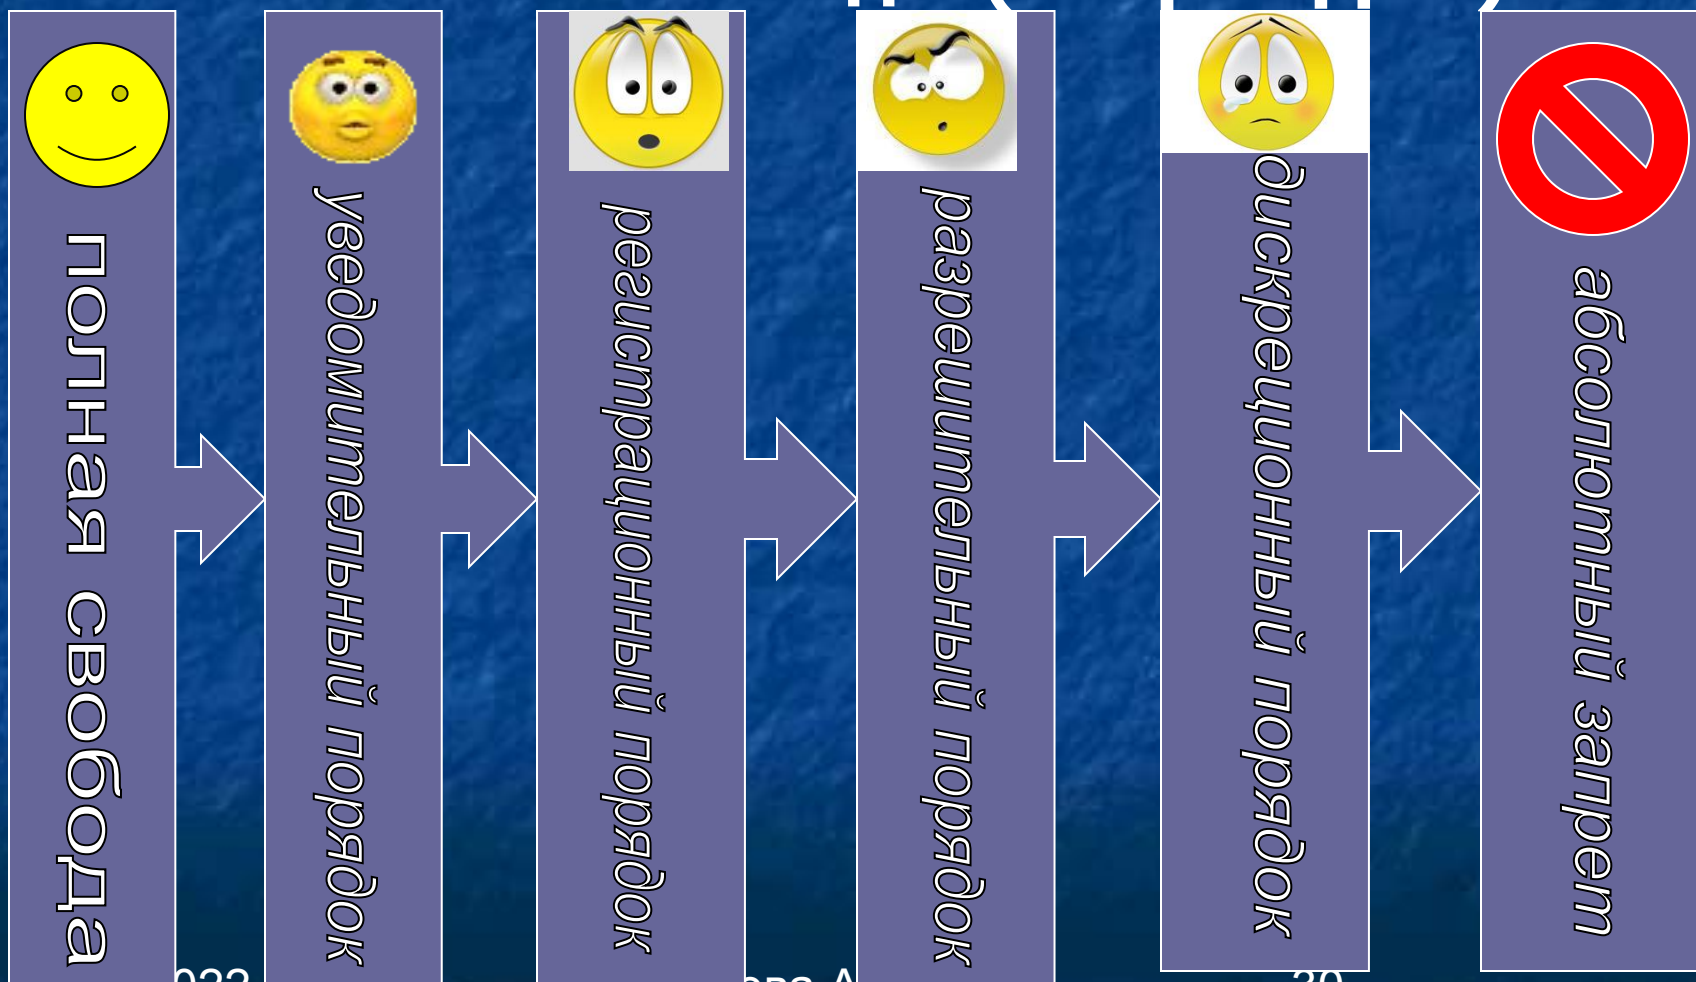 полная свобода
уведомительный порядок
регистрационный порядок
разрешительный порядок
дискреционный порядок
абсолютный запрет